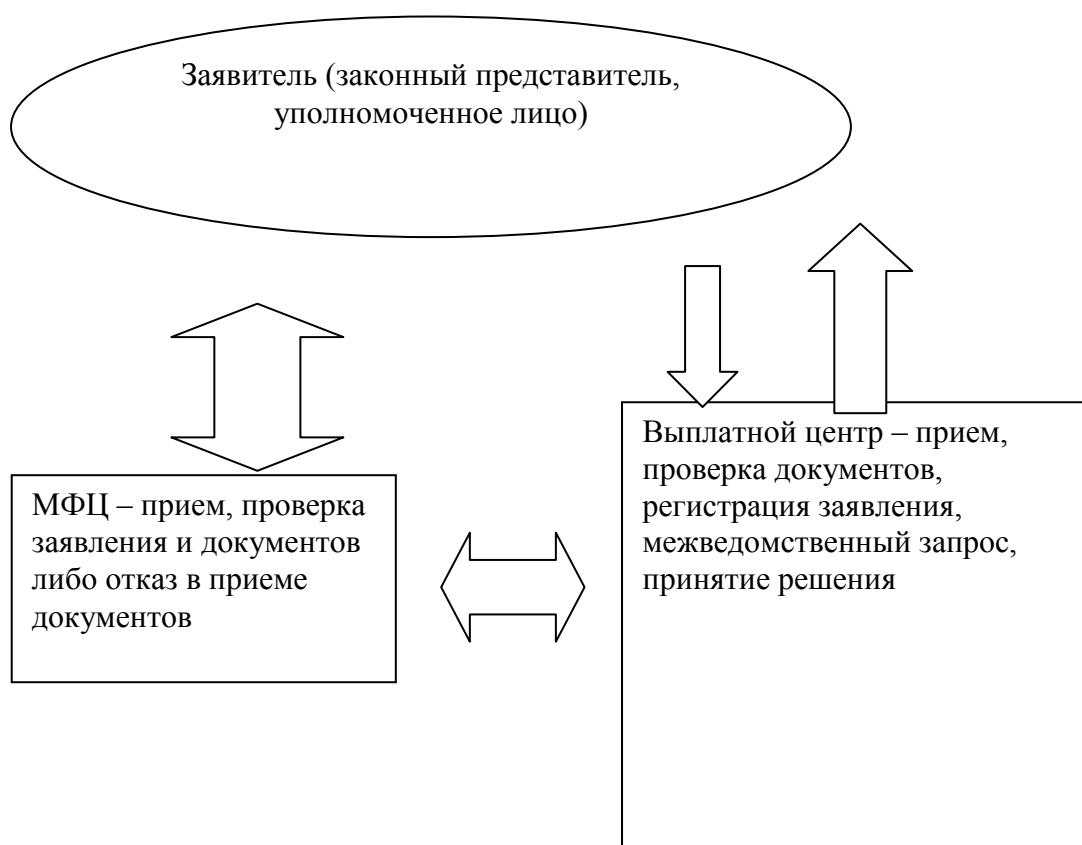 Заявитель (законный представитель,
уполномоченное лицо)
МФЦ – прием, проверка
заявления и документов
либо отказ в приеме
документов
Выплатной центр – прием,
проверка документов,
регистрация заявления,
межведомственный запрос,
принятие решения